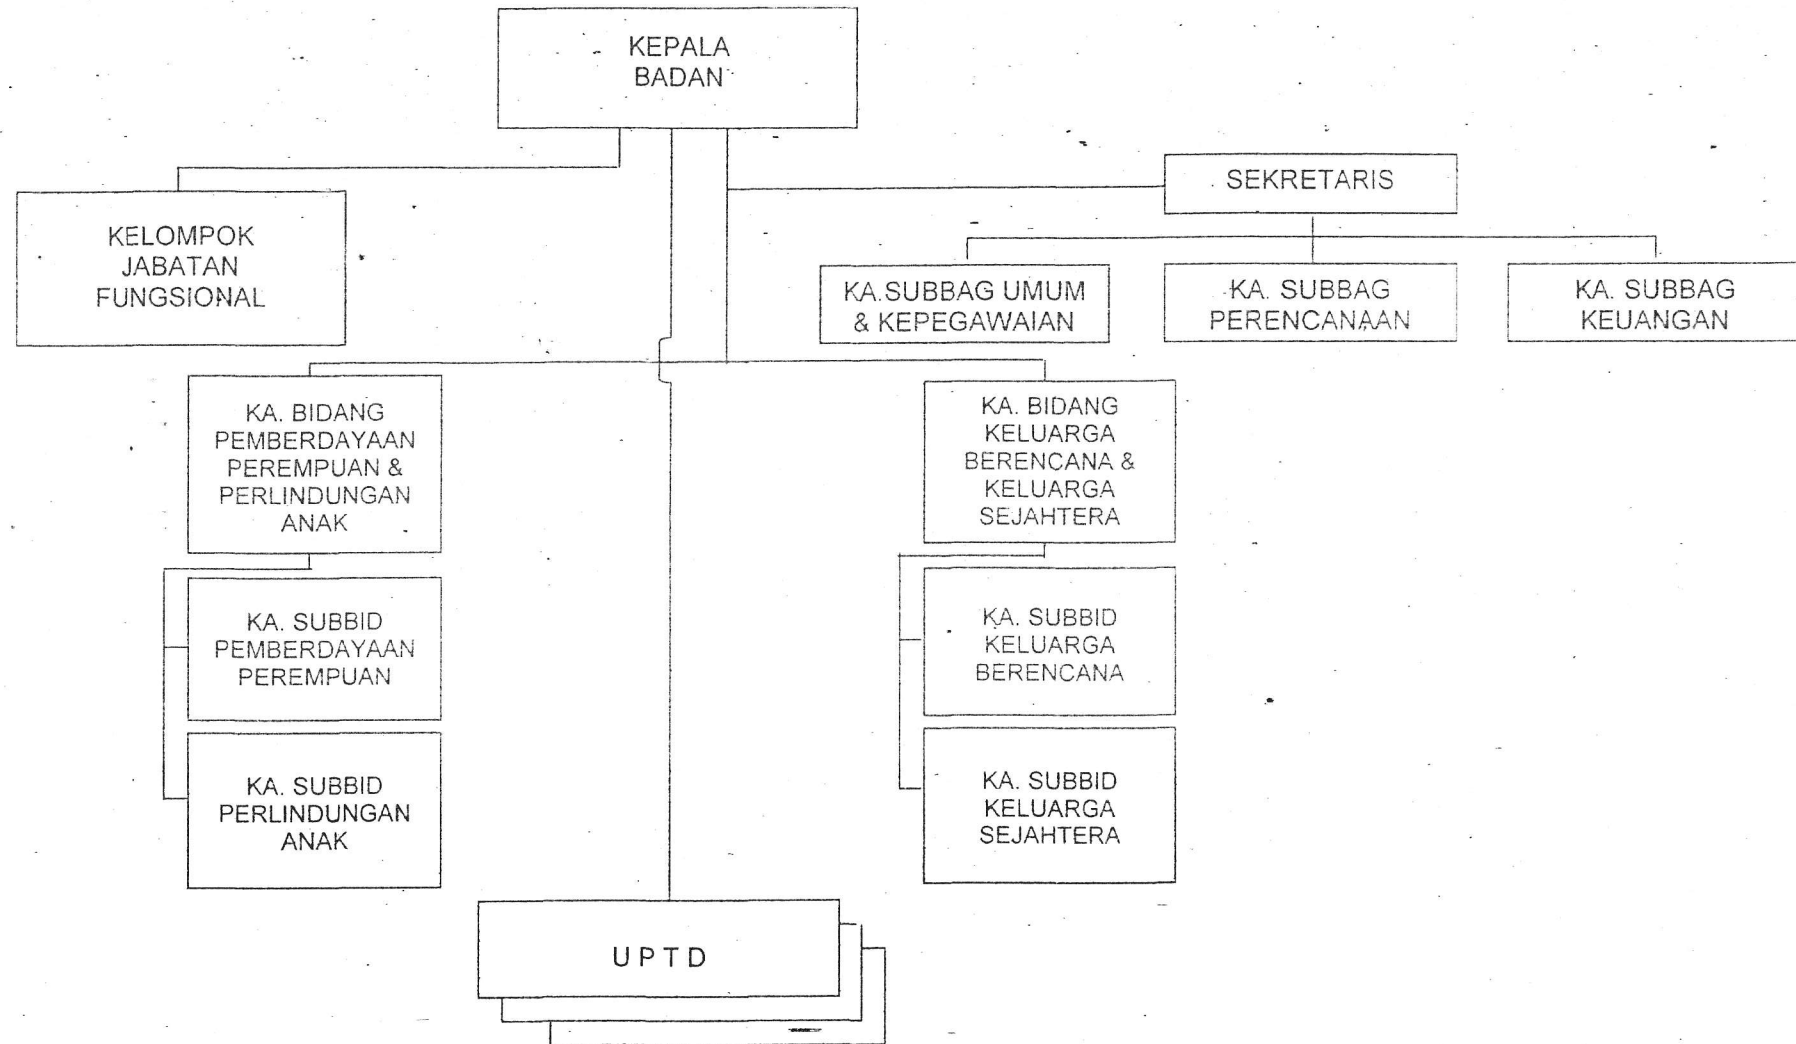 KEPALA
BADAN
SEKRETARIS
KELOMPOK
JABATAN
FUNGSIONAL
KA.SUBBAG UMUM
& KEPEGAWAIAN
KA. SUBBAG
PERENCANAAN
KA. SUBBAG
KEUANGAN
KA. BIDANG
PEMBERDAYAAN
PEREMPUAN &
PERLINDUNGAN
ANAK
KA. BIDANG
KELUARGA
BERENCANA &
KELUARGA
SEJAHTERA
KA. SUBBID
PEMBERDAYAAN
PEREMPUAN
KA. SUBBID
KELUARGA
BERENCANA
KA. SUBBID
PERLINDUNGAN
ANAK
KA. SUBBID
KELUARGA
SEJAHTERA
U P T D